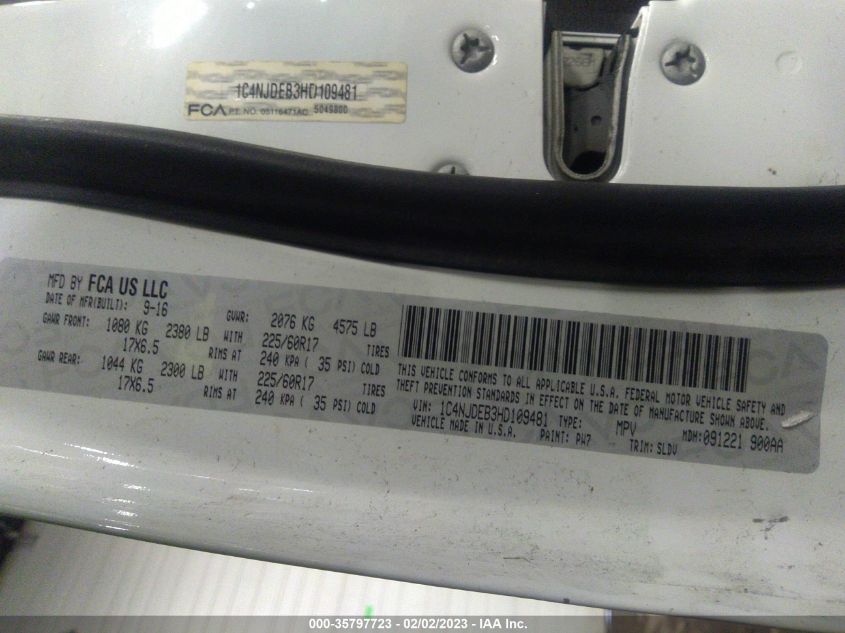 1C4NJDEB3HD109481
FCA PT. NO. 05116471AC 5049800
MFD BY FCA US LLC
DATE OF MFR(BUILT): 9-16 GVWR: 2076 KG 4575 LB
GAWR FRONT: 1080 KG 2380 LB WITH 225/60R17 TIRES
17X6.5 RIMS AT 240 KPA ( 35 PSI) COLD
GAWR REAR: 1044 KG 2300 LB WITH 225/60R17 TIRES
17X6.5 RIMS AT 240 KPA ( 35 PSI) COLD
THIS VEHICLE CONFORMS TO ALL APPLICABLE U.S.A. FEDERAL MOTOR VEHICLE SAFETY AND
THEFT PREVENTION STANDARDS IN EFFECT ON THE DATE OF MANUFACTURE SHOWN ABOVE.
VIN: 1C4NJDEB3HD109481 TYPE: MPV MDH:091221 900AA
VEHICLE MADE IN U.S.A. PAINT: PW7 TRIM: SLDV
000-35797723 - 02/02/2023 - IAA Inc.